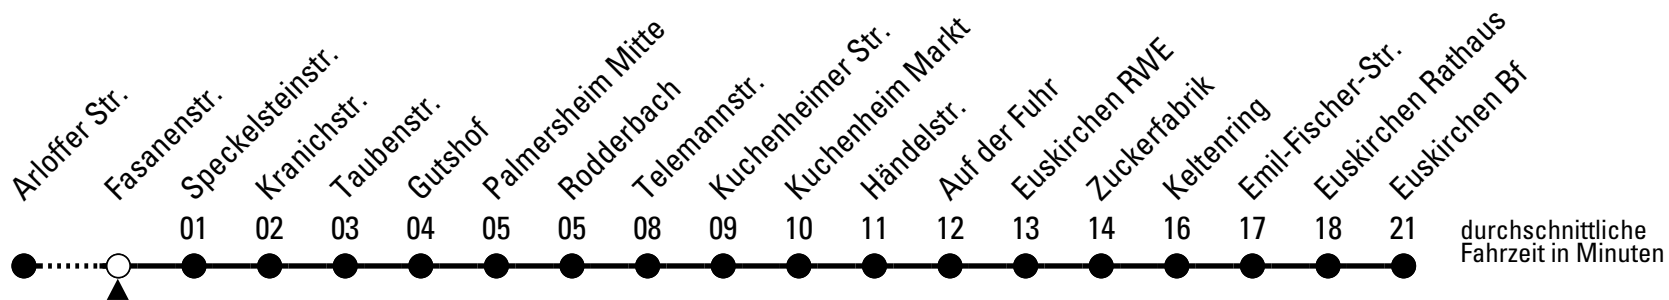 Arloffer Str.
Fasanenstr.
Speckelsteinstr.
Kranichstr.
Taubenstr.
Gutshof
Palmersheim Mitte
Rodderbach
Telemannstr.
Kuchenheimer Str.
Kuchenheim Markt
Händelstr.
Auf der Fuhr
Euskirchen RWE
Zuckerfabrik
Keltenring
Emil-Fischer-Str.
Euskirchen Rathaus
Euskirchen Bf
01 02 03 04 05 05 08 09 10 11 12 13 14 16 17 18 21
durchschnittliche
Fahrzeit in Minuten